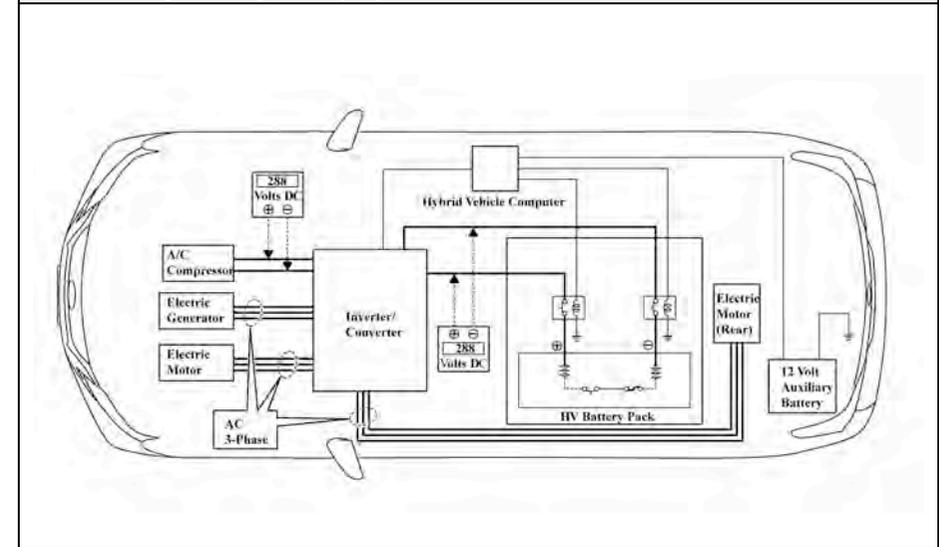 288
Volts DC
⊕ ⊖
Hybrid Vehicle Computer
A/C
Compressor
Electric
Generator
Electric
Motor
Inverter/
Converter
⊕ ⊖
288
Volts DC
AC
3-Phase
⊕ ⊖
HV Battery Pack
Electric
Motor
(Rear)
12 Volt
Auxiliary
Battery